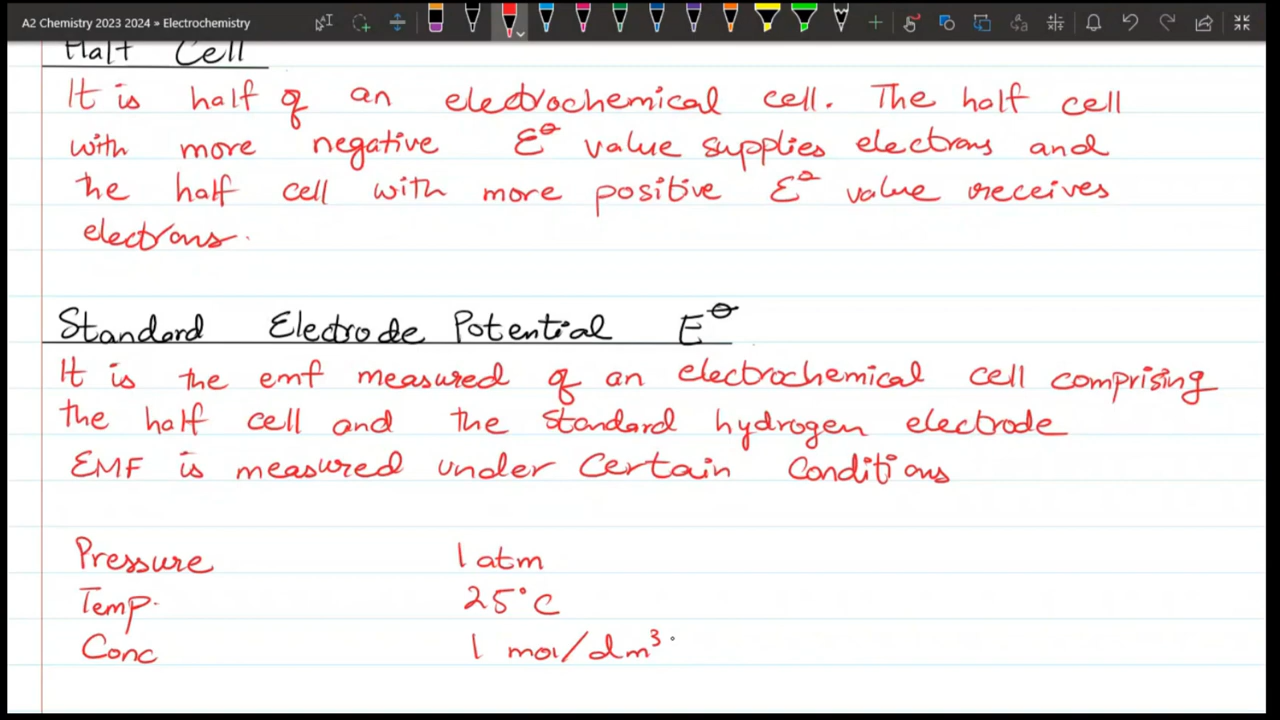 A2 Chemistry 2023 2024 » Electrochemistry
Half Cell
It is half of an electrochemical cell. The half cell
with more negative E⊖ value supplies electrons and
the half cell with more positive E⊖ value receives
electrons.
Standard Electrode Potential E⊖
It is the emf measured of an electrochemical cell comprising
the half cell and the standard hydrogen electrode
EMF is measured under certain conditions
Pressure 1 atm
Temp. 25°C
Conc 1 mol/dm³